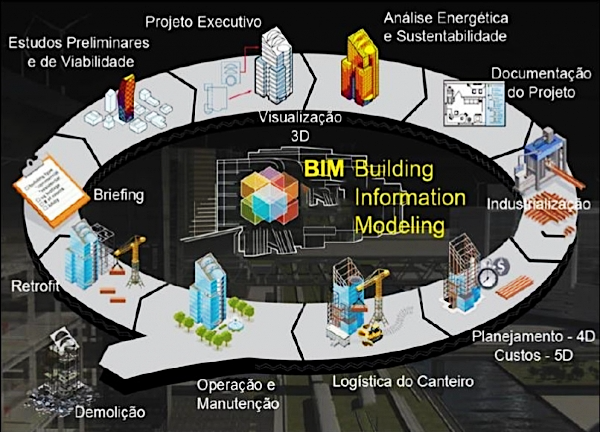 Projeto Executivo
Análise Energética
e Sustentabilidade
Estudos Preliminares
e de Viabilidade
Documentação
do Projeto
Visualização
3D
BIM Building
Information
Modeling
Briefing
Industrialização
Retrofit
Planejamento - 4D
Custos - 5D
Operação e
Manutenção
Logística do Canteiro
Demolição